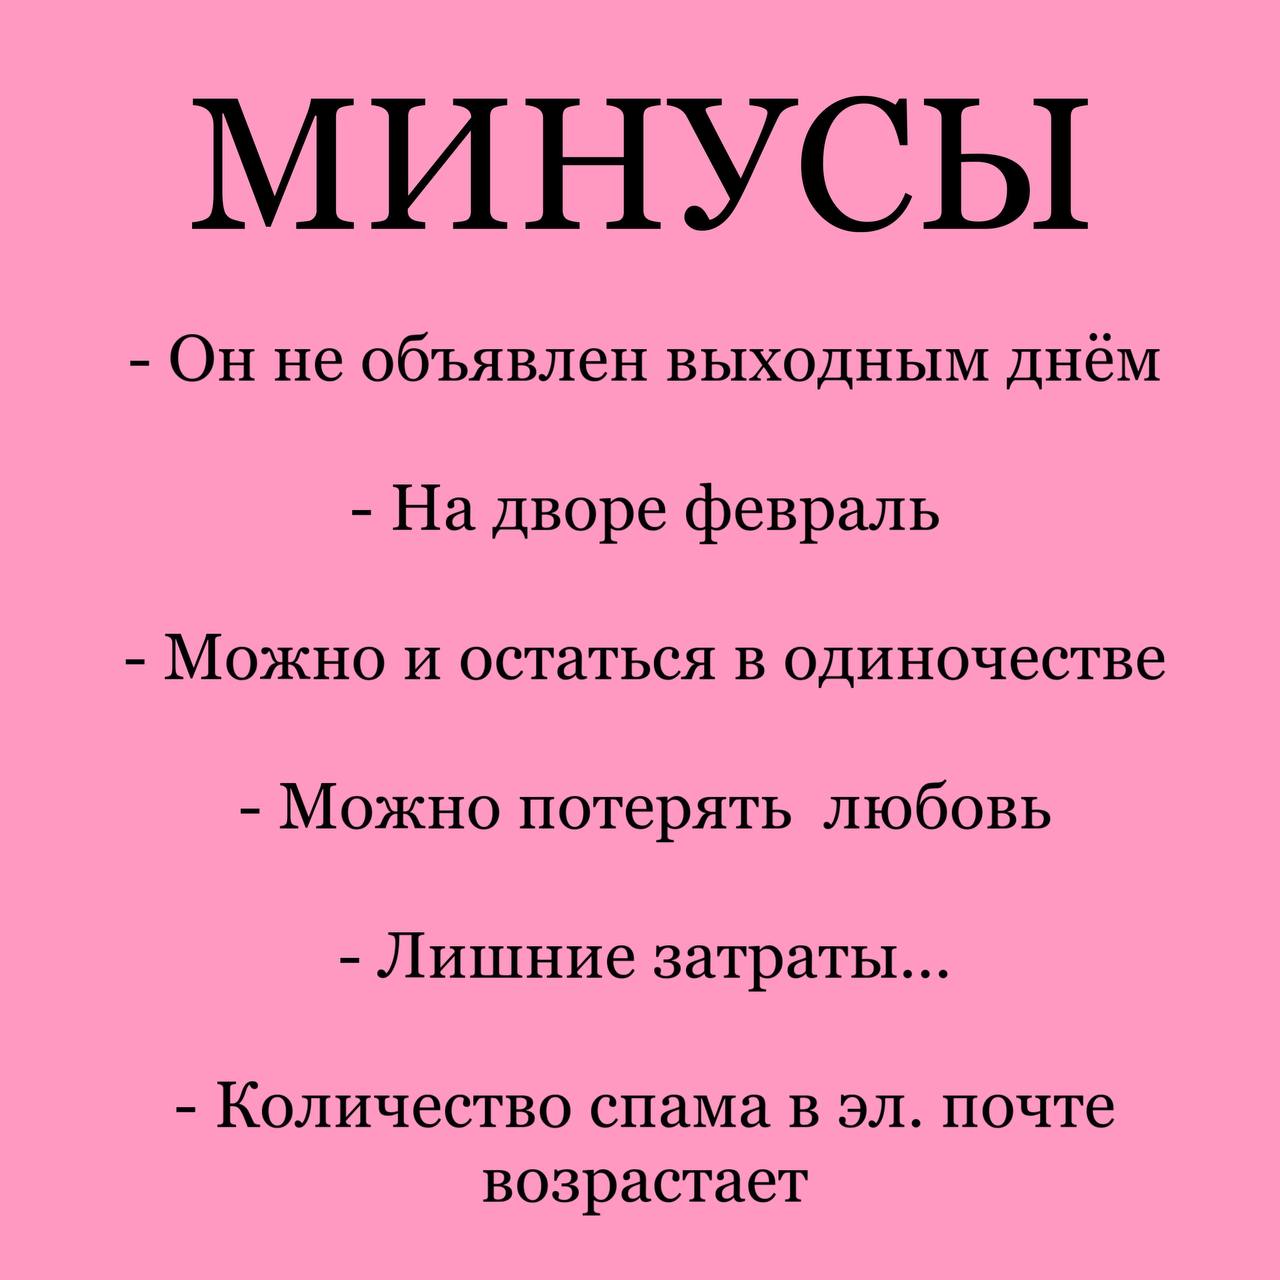 МИНУСЫ
- Он не объявлен выходным днём
- На дворе февраль
- Можно и остаться в одиночестве
- Можно потерять  любовь
- Лишние затраты...
- Количество спама в эл. почте
возрастает